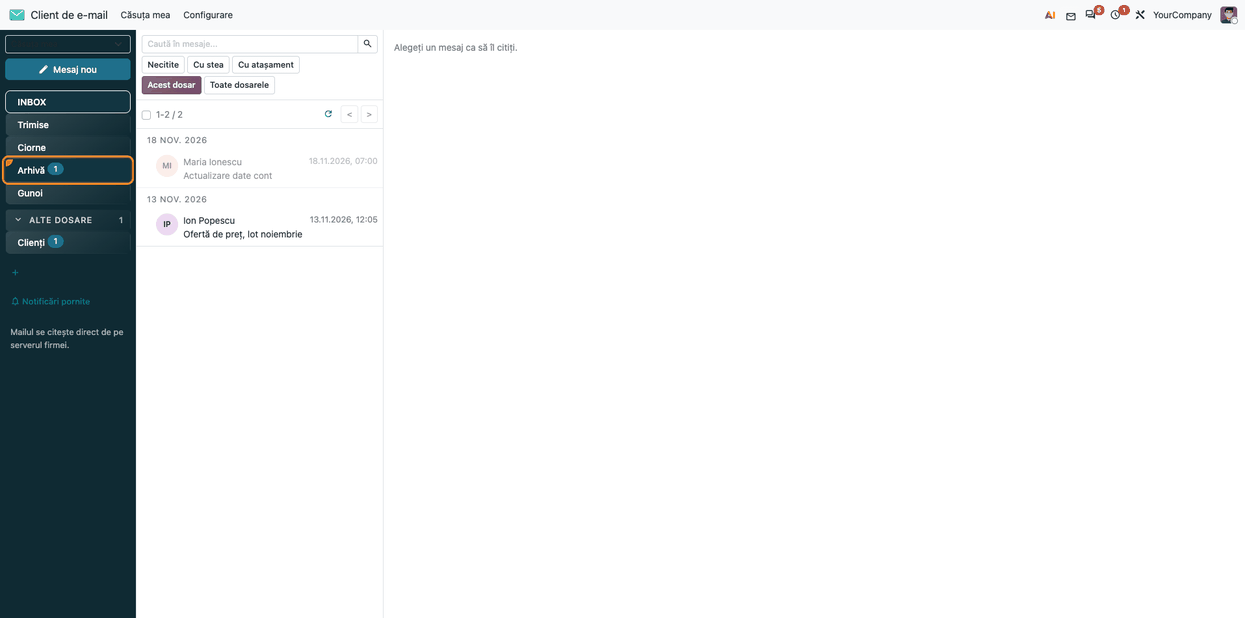 Client de e-mail Căsuța mea Configurare
AI 5 1 YourCompany
Mesaj nou
INBOX
Trimise
Ciorne
Arhivă 1
Gunoi
ALTE DOSARE 1
Clienți 1
+
Notificări pornite
Mailul se citește direct de pe
serverul firmei.
Caută în mesaje...
Necitite Cu stea Cu atașament
Acest dosar Toate dosarele
1-2 / 2 < >
18 NOV. 2026
MI Maria Ionescu 18.11.2026, 07:00
Actualizare date cont
13 NOV. 2026
IP Ion Popescu 13.11.2026, 12:05
Ofertă de preț, lot noiembrie
Alegeți un mesaj ca să îl citiți.